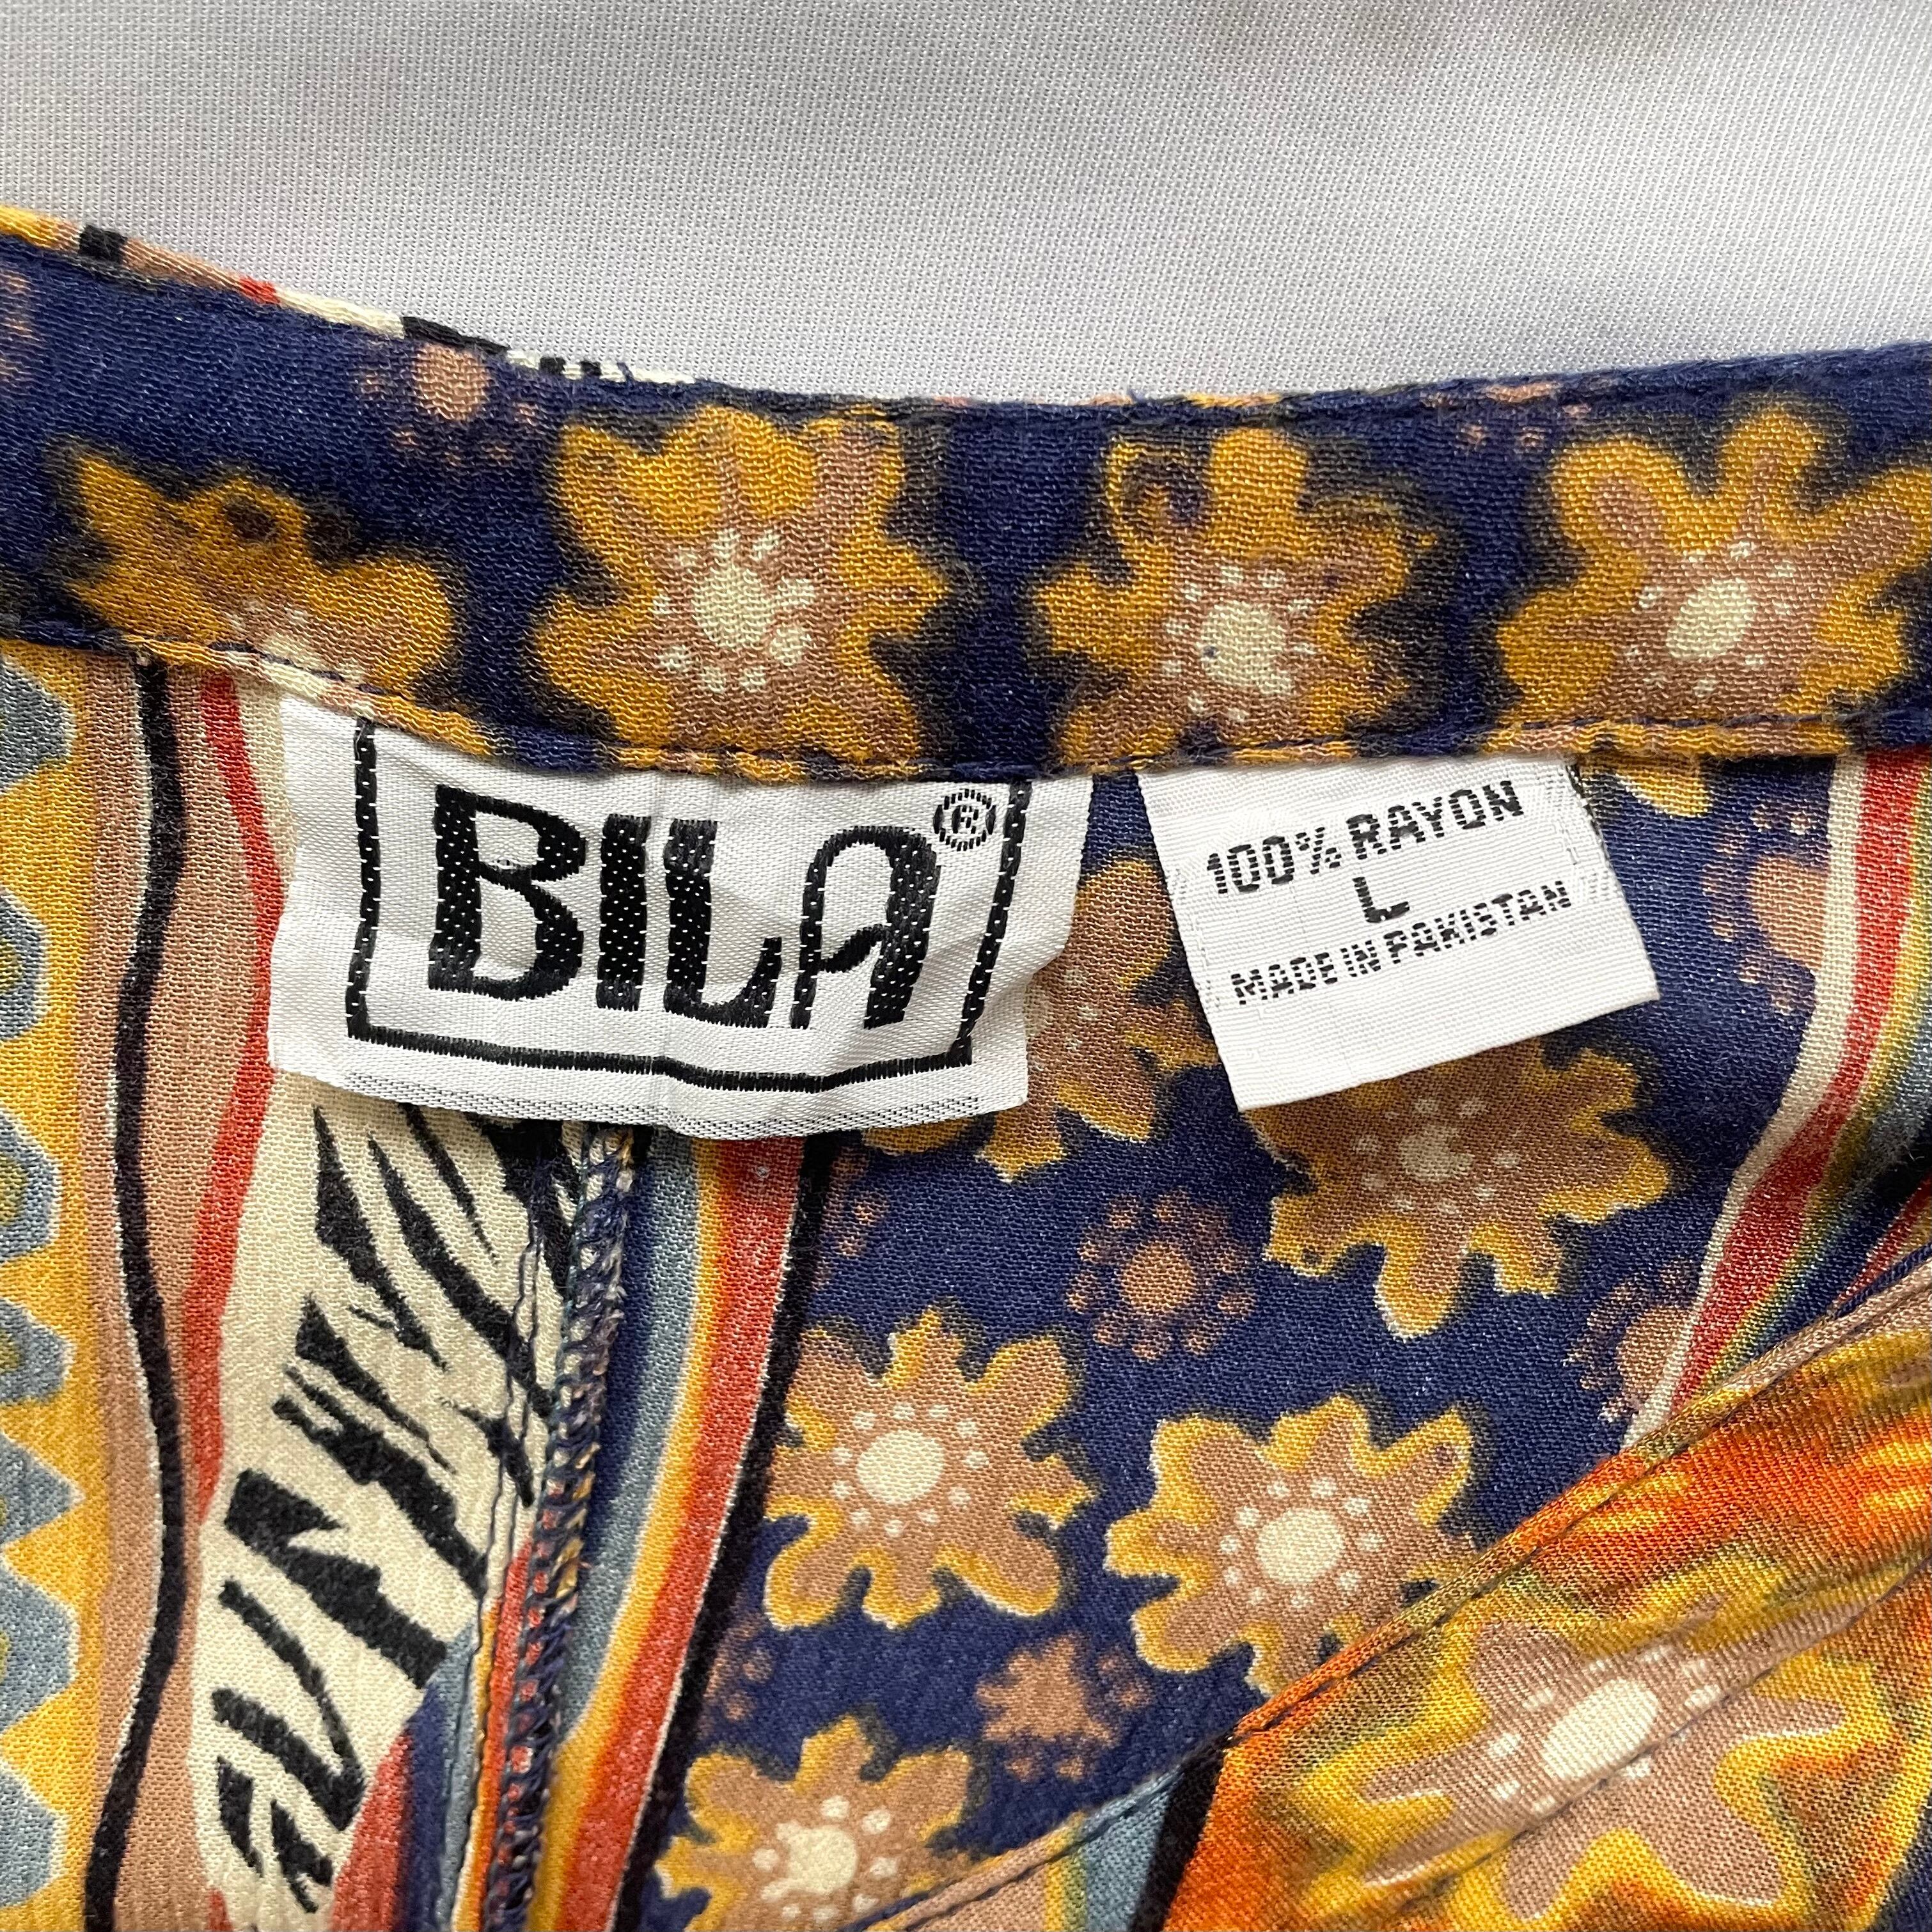 BILA®
100% RAYON
L
MADE IN PAKISTAN